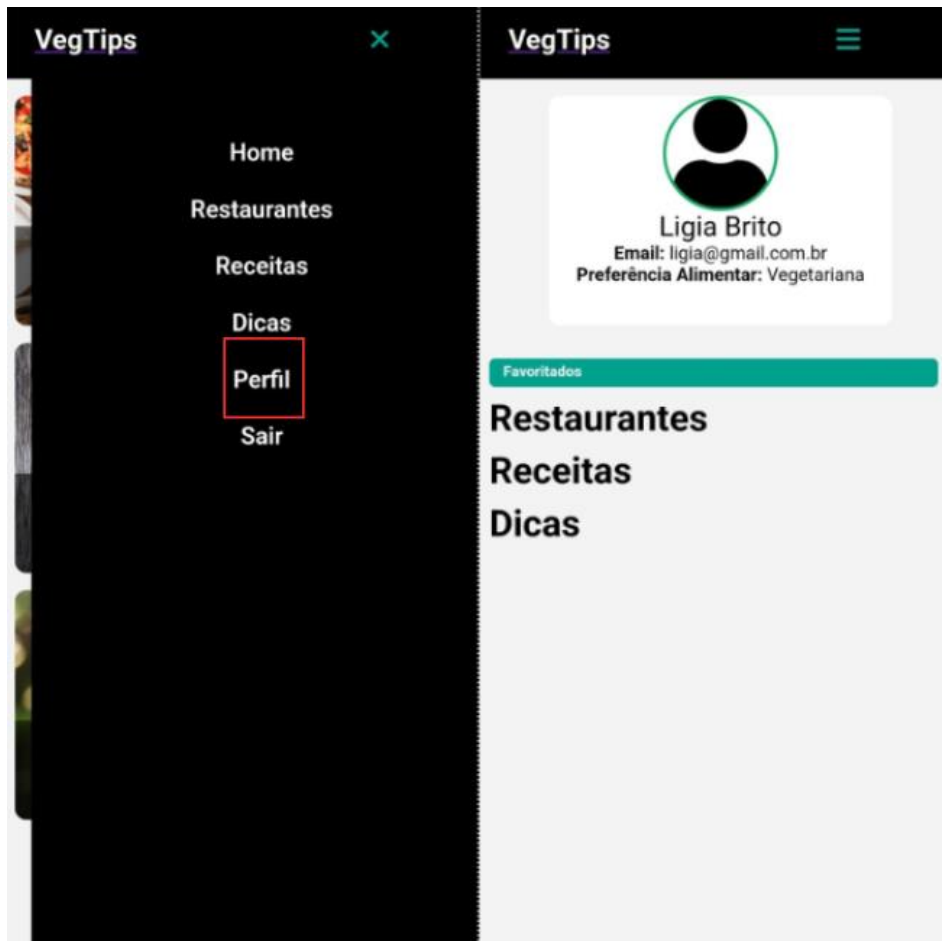 VegTips
Home
Restaurantes
Receitas
Dicas
Perfil
Sair
VegTips
Ligia Brito
Email: ligia@gmail.com.br
Preferência Alimentar: Vegetariana
Favoritados
Restaurantes
Receitas
Dicas